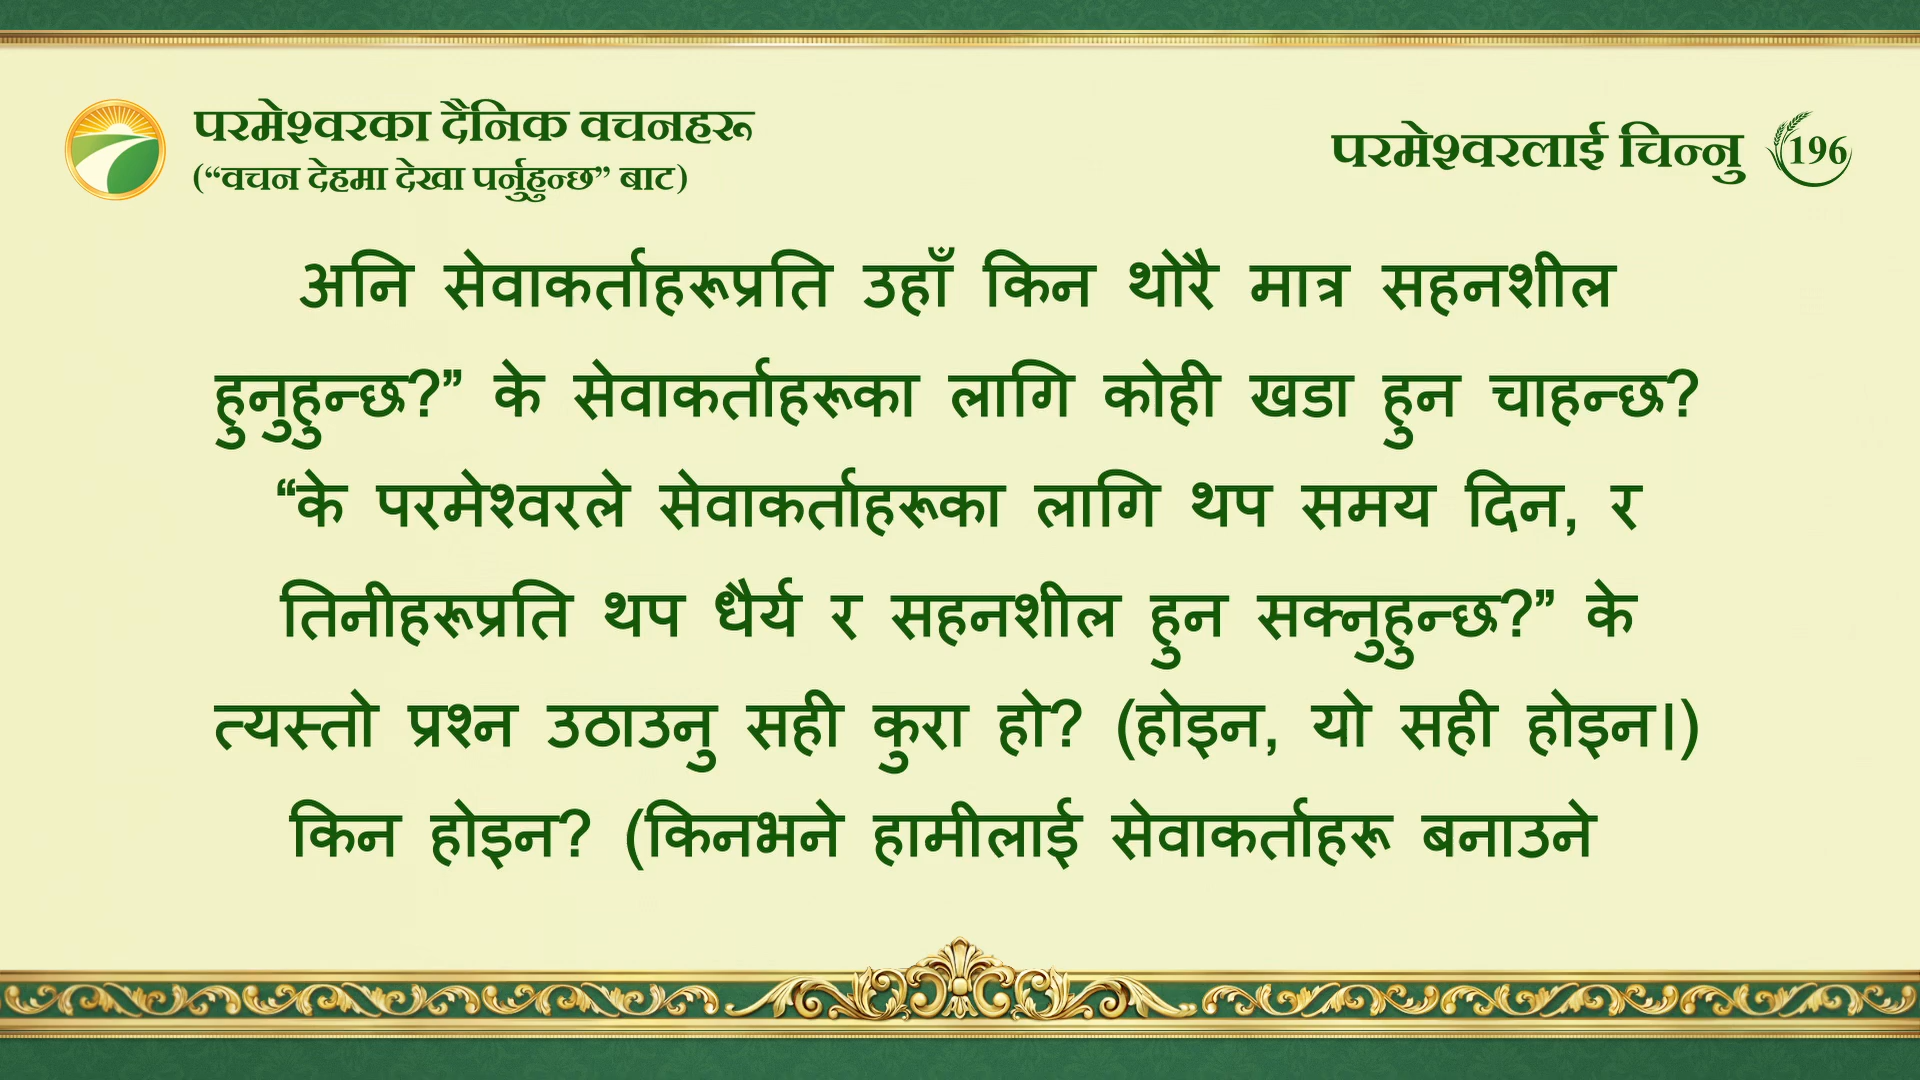 परमेश्वरका दैनिक वचनहरू
(“वचन देहमा देखा पर्नुहुन्छ” बाट)
परमेश्वरलाई चिन्नु 196
अनि सेवाकर्ताहरूप्रति उहाँ किन थोरै मात्र सहनशील
हुनुहुन्छ?” के सेवाकर्ताहरूका लागि कोही खडा हुन चाहन्छ?
“के परमेश्वरले सेवाकर्ताहरूका लागि थप समय दिन, र
तिनीहरूप्रति थप धैर्य र सहनशील हुन सक्नुहुन्छ?” के
त्यस्तो प्रश्न उठाउनु सही कुरा हो? (होइन, यो सही होइन।)
किन होइन? (किनभने हामीलाई सेवाकर्ताहरू बनाउने